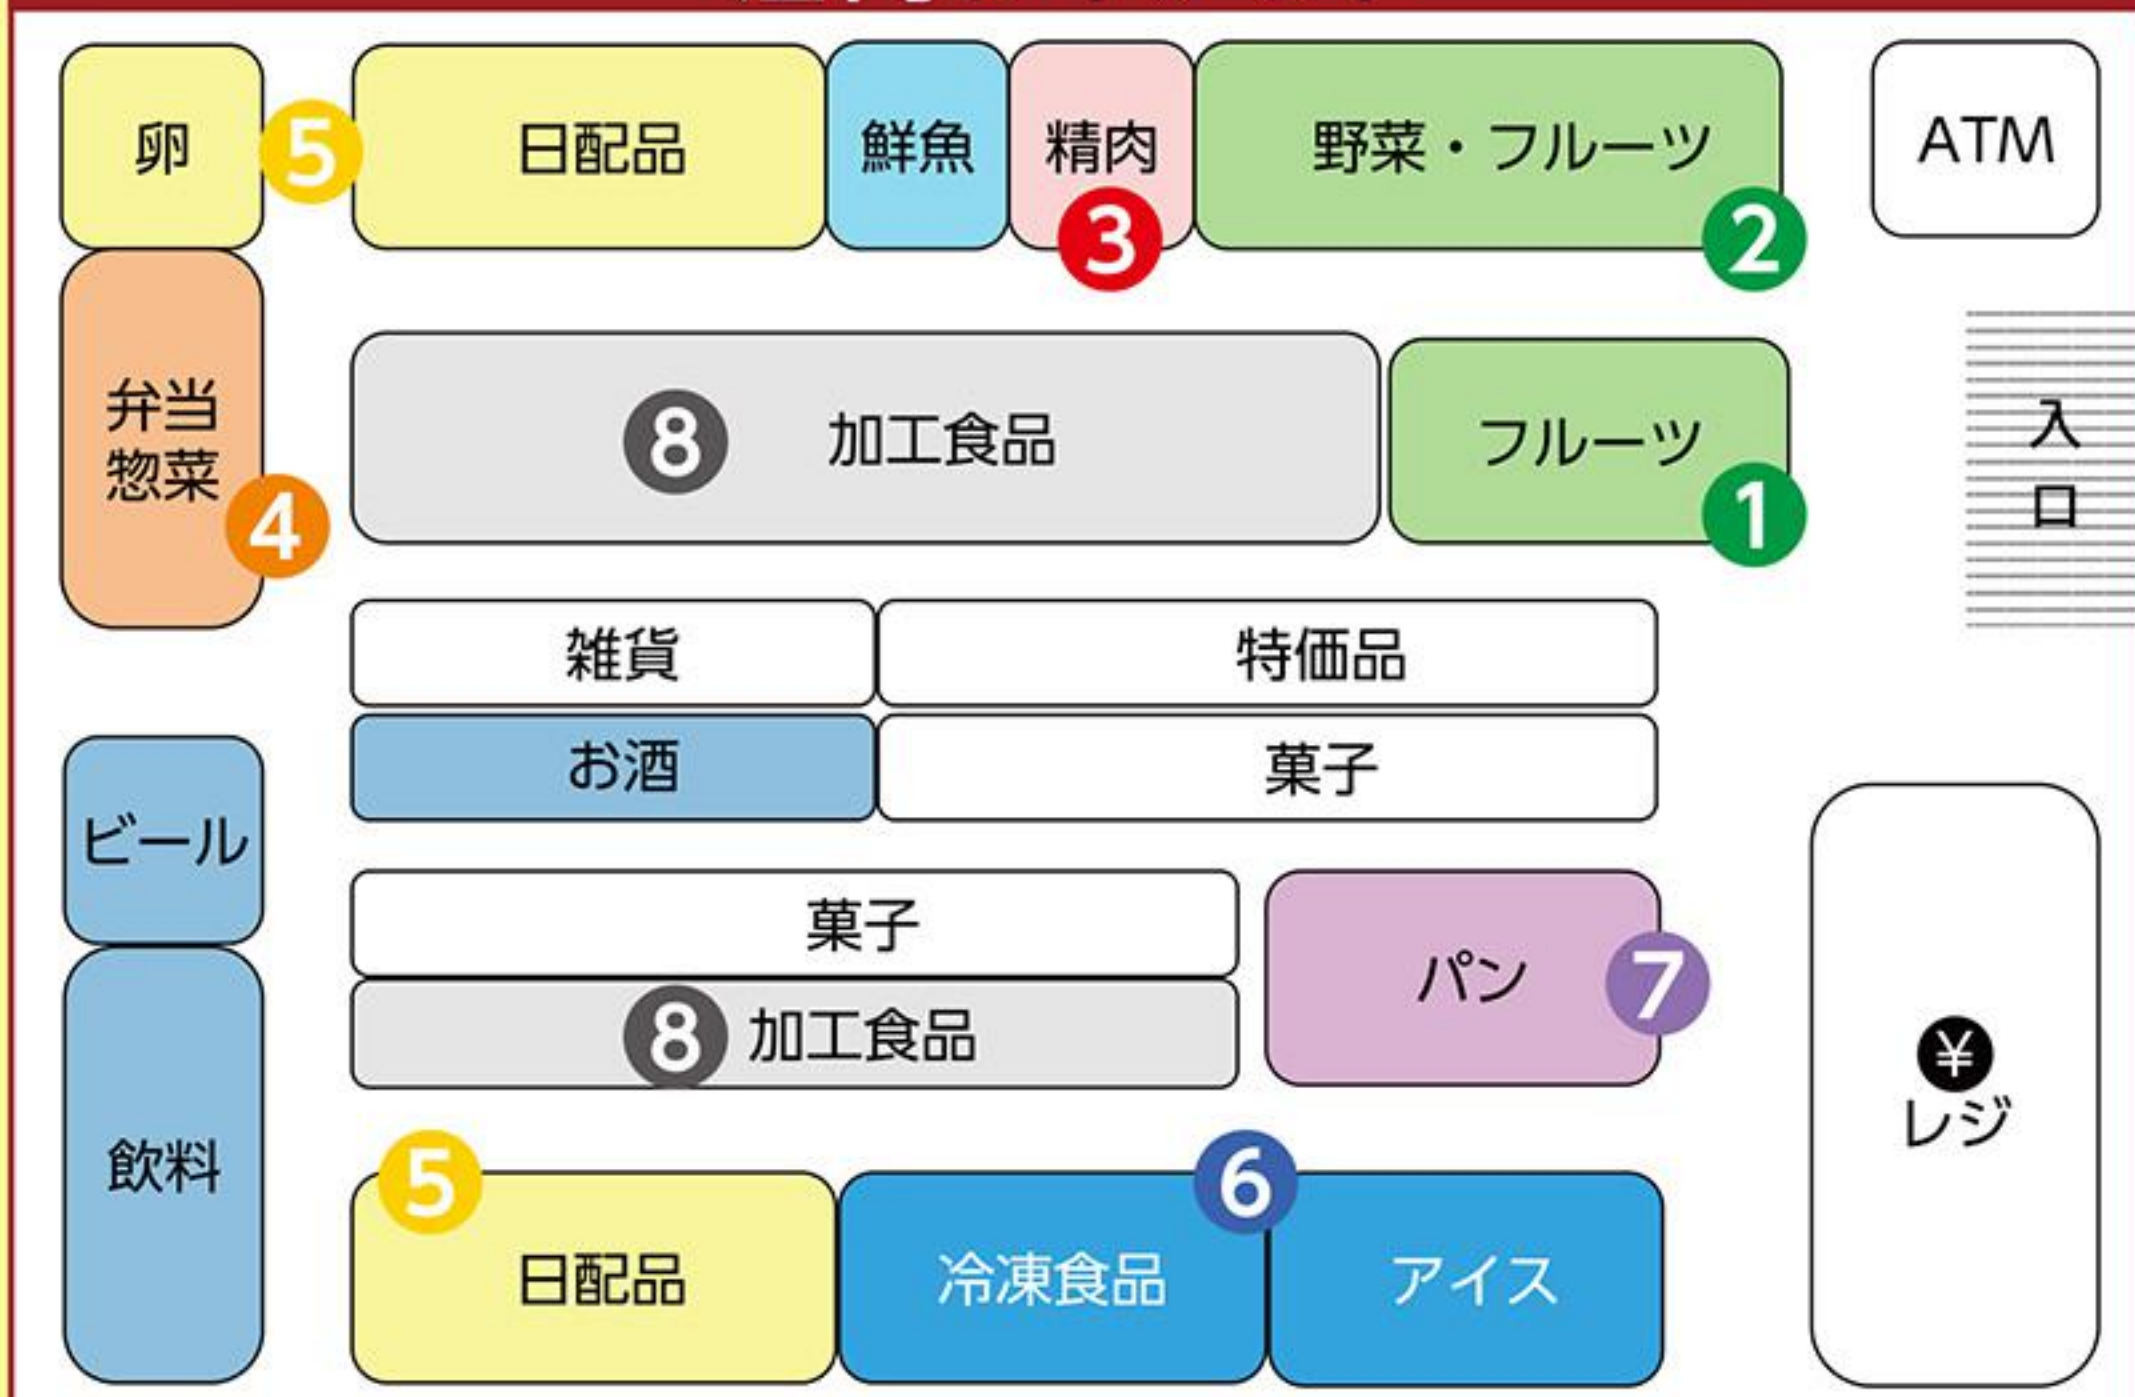 卵
5
日配品
鮮魚
精肉
3
野菜・フルーツ
2
ATM
弁当
惣菜
4
8
加工食品
フルーツ
1
入
口
雑貨
特価品
お酒
菓子
ビール
菓子
パン
7
8
加工食品
¥
レジ
飲料
5
日配品
6
冷凍食品
アイス